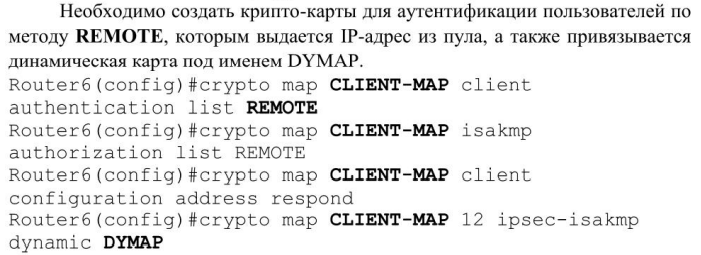 Необходимо создать крипто-карты для аутентификации пользователей по
методу REMOTE, которым выдается IP-адрес из пула, а также привязывается
динамическая карта под именем DYMAP.
Router6(config)#crypto map CLIENT-MAP client
authentication list REMOTE
Router6(config)#crypto map CLIENT-MAP isakmp
authorization list REMOTE
Router6(config)#crypto map CLIENT-MAP client
configuration address respond
Router6(config)#crypto map CLIENT-MAP 12 ipsec-isakmp
dynamic DYMAP